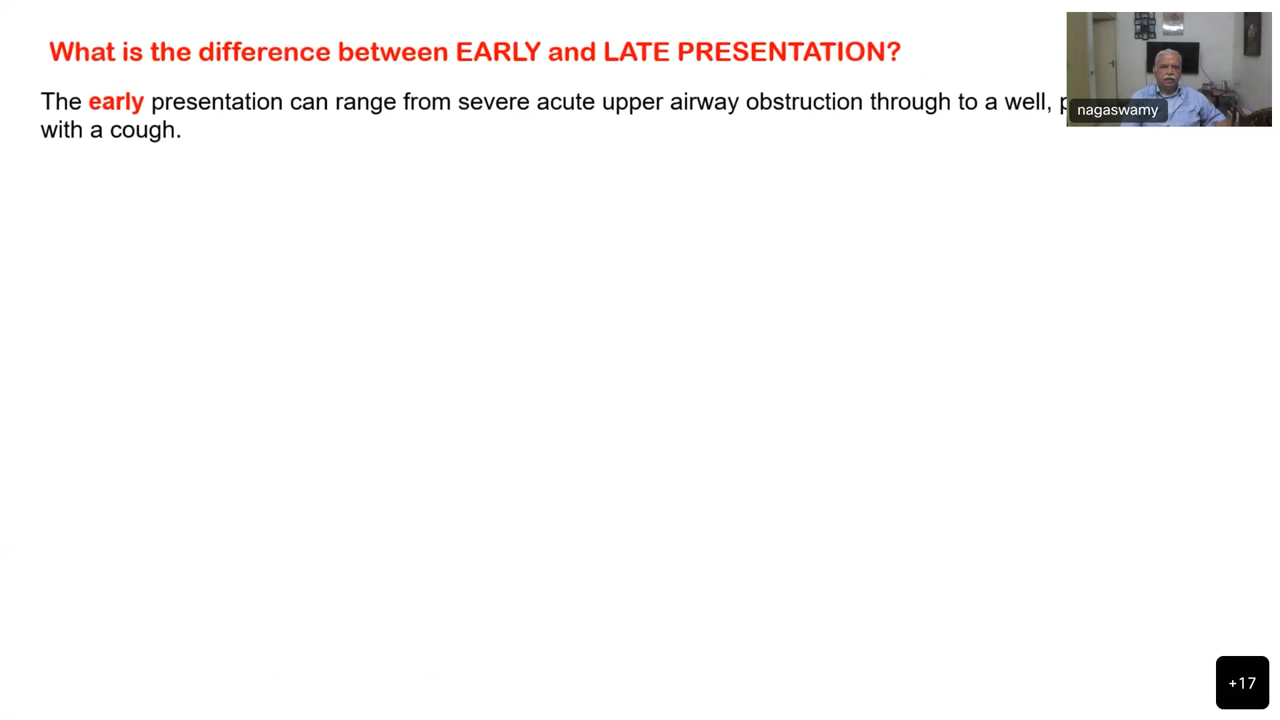 What is the difference between EARLY and LATE PRESENTATION?
The early presentation can range from severe acute upper airway obstruction through to a well,
with a cough.
nagaswamy
+17